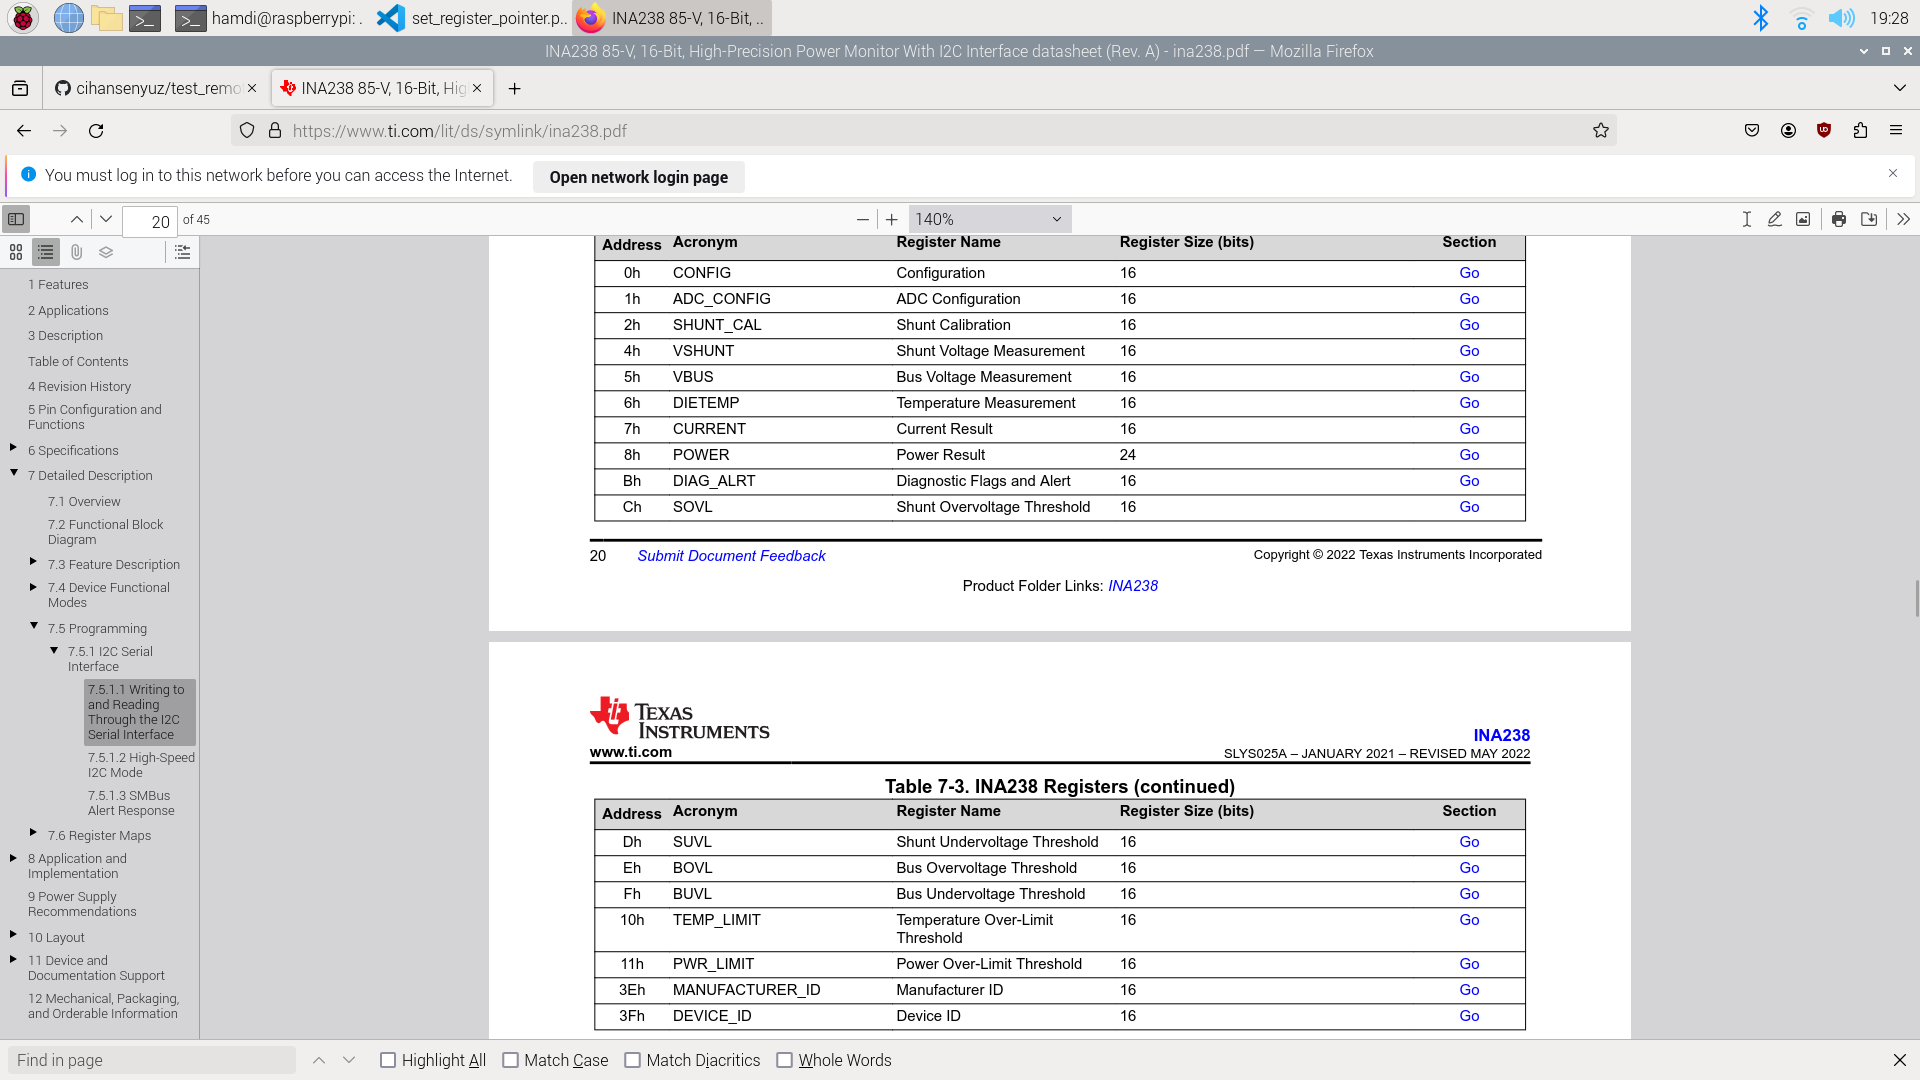 hamdi@raspberrypi: .
set_register_pointer.p..
INA238 85-V, 16-Bit, ..
19:28
INA238 85-V, 16-Bit, High-Precision Power Monitor With I2C Interface datasheet (Rev. A) - ina238.pdf — Mozilla Firefox
cihansenyuz/test_remo
INA238 85-V, 16-Bit, Hig
https://www.ti.com/lit/ds/symlink/ina238.pdf
You must log in to this network before you can access the Internet.
Open network login page
20
of 45
140%
1 Features
2 Applications
3 Description
Table of Contents
4 Revision History
5 Pin Configuration and
Functions
6 Specifications
7 Detailed Description
7.1 Overview
7.2 Functional Block
Diagram
7.3 Feature Description
7.4 Device Functional
Modes
7.5 Programming
7.5.1 I2C Serial
Interface
7.5.1.1 Writing to
and Reading
Through the I2C
Serial Interface
7.5.1.2 High-Speed
I2C Mode
7.5.1.3 SMBus
Alert Response
7.6 Register Maps
8 Application and
Implementation
9 Power Supply
Recommendations
10 Layout
11 Device and
Documentation Support
12 Mechanical, Packaging,
and Orderable Information
Address Acronym Register Name Register Size (bits) Section
0h CONFIG Configuration 16 Go
1h ADC_CONFIG ADC Configuration 16 Go
2h SHUNT_CAL Shunt Calibration 16 Go
4h VSHUNT Shunt Voltage Measurement 16 Go
5h VBUS Bus Voltage Measurement 16 Go
6h DIETEMP Temperature Measurement 16 Go
7h CURRENT Current Result 16 Go
8h POWER Power Result 24 Go
Bh DIAG_ALRT Diagnostic Flags and Alert 16 Go
Ch SOVL Shunt Overvoltage Threshold 16 Go
20 Submit Document Feedback Copyright © 2022 Texas Instruments Incorporated
Product Folder Links: INA238
TEXAS
INSTRUMENTS
www.ti.com
INA238
SLYS025A – JANUARY 2021 – REVISED MAY 2022
Table 7-3. INA238 Registers (continued)
Address Acronym Register Name Register Size (bits) Section
Dh SUVL Shunt Undervoltage Threshold 16 Go
Eh BOVL Bus Overvoltage Threshold 16 Go
Fh BUVL Bus Undervoltage Threshold 16 Go
10h TEMP_LIMIT Temperature Over-Limit 16 Go
Threshold
11h PWR_LIMIT Power Over-Limit Threshold 16 Go
3Eh MANUFACTURER_ID Manufacturer ID 16 Go
3Fh DEVICE_ID Device ID 16 Go
Find in page
Highlight All
Match Case
Match Diacritics
Whole Words